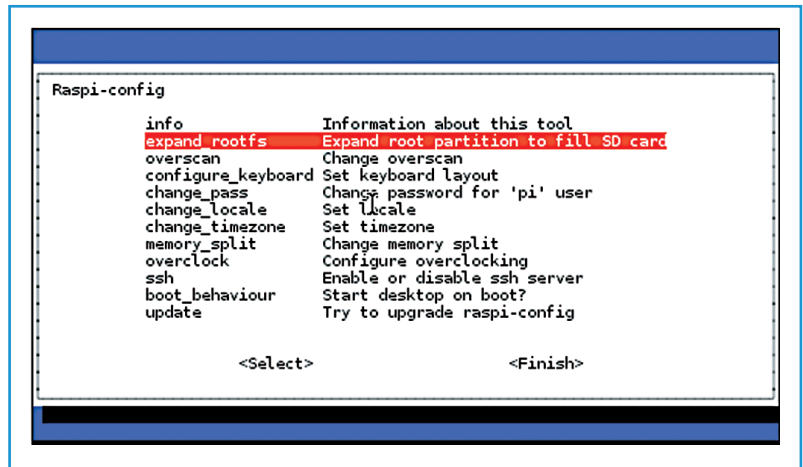 Raspi-config
info Information about this tool
expand_rootfs Expand root partition to fill SD card
overscan Change overscan
configure_keyboard Set keyboard layout
change_pass Change password for 'pi' user
change_locale Set locale
change_timezone Set timezone
memory_split Change memory split
overclock Configure overclocking
ssh Enable or disable ssh server
boot_behaviour Start desktop on boot?
update Try to upgrade raspi-config
<Select> <Finish>